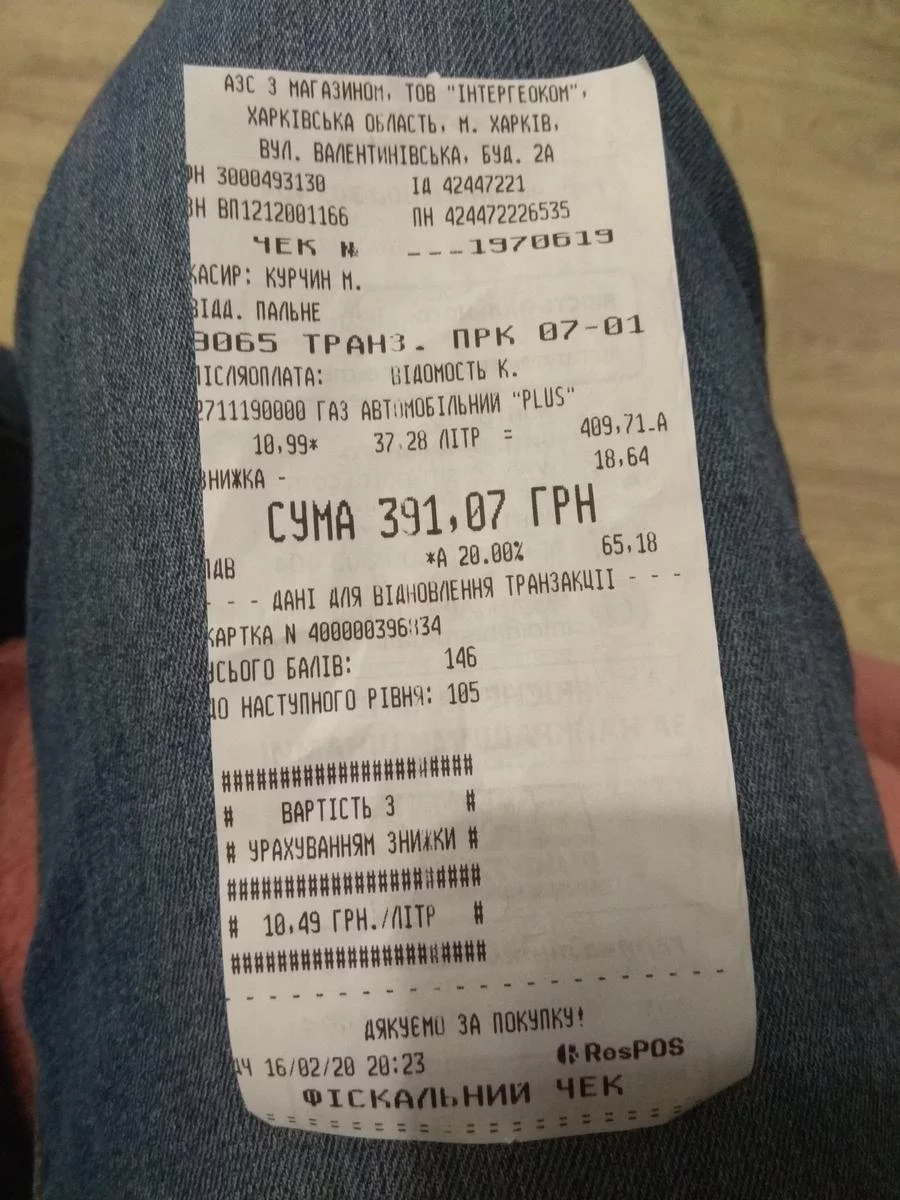 АЗС З МАГАЗИНОМ, ТОВ "ІНТЕРГЕОКОМ",
ХАРКІВСЬКА ОБЛАСТЬ, М. ХАРКІВ,
ВУЛ. ВАЛЕНТИНІВСЬКА, БУД. 2А
ФН 3000493130 ІД 42447221
ЗН ВП1212001166 ПН 424472226535
ЧЕК № ___1970619
КАСИР: КУРЧИН М.
ВІДД. ПАЛЬНЕ
9065 ТРАНЗ. ПРК 07-01
ПІСЛЯОПЛАТА: ВІДОМОСТЬ К.
2711190000 ГАЗ АВТОМОБІЛЬНИЙ "PLUS"
10,99* 37.28 ЛІТР = 409,71-А
ЗНИЖКА - 18,64
СУМА 391,07 ГРН
ПДВ *А 20.00% 65,18
- - - ДАНІ ДЛЯ ВІДНОВЛЕННЯ ТРАНЗАКЦІЇ - - -
КАРТКА N
УСЬОГО БАЛІВ: 146
ДО НАСТУПНОГО РІВНЯ: 105
######################
# ВАРТІСТЬ З #
# УРАХУВАННЯМ ЗНИЖКИ #
######################
# 10,49 ГРН./ЛІТР #
######################
ДЯКУЄМО ЗА ПОКУПКУ!
ДЧ 16/02/20 20:23 ResPOS
ФІСКАЛЬНИЙ ЧЕК